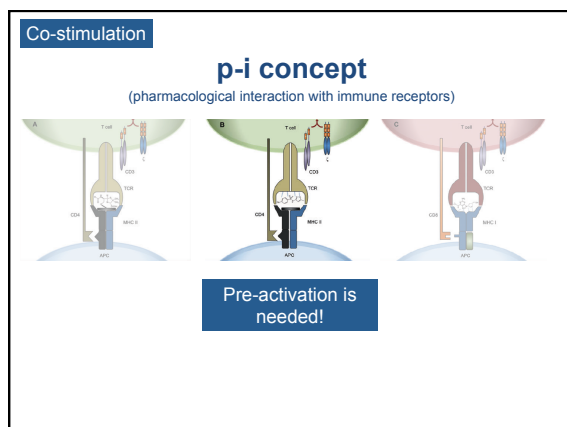 Co-stimulation
p-i concept
(pharmacological interaction with immune receptors)
A
T cell
CD3
ζ
TCR
CD4
MHC II
APC
B
T cell
CD3
ζ
TCR
CD4
MHC II
APC
C
T cell
CD3
ζ
TCR
CD8
MHC I
APC
Pre-activation is
needed!